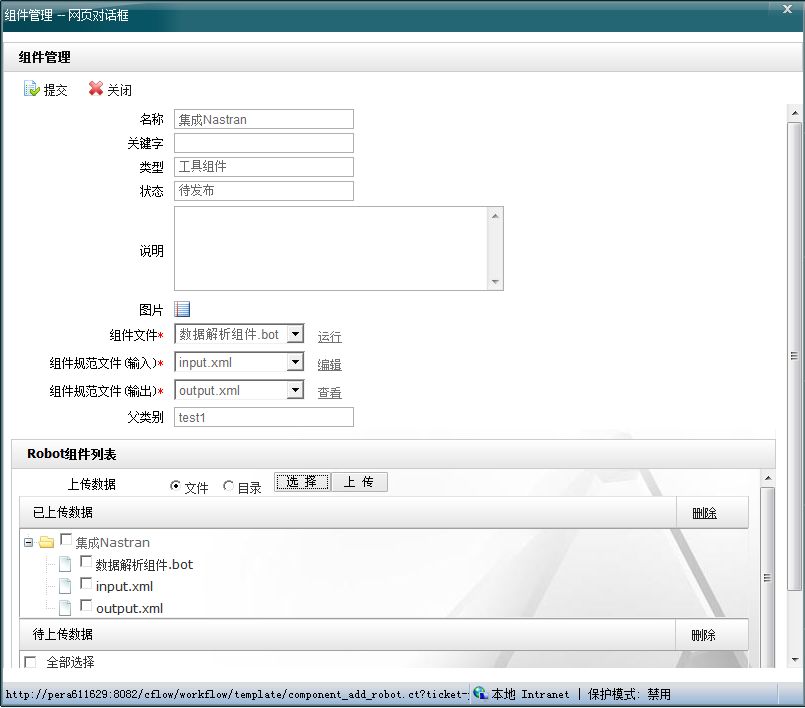 组件管理 -- 网页对话框
组件管理
提交 关闭
名称 集成Nastran
关键字
类型 工具组件
状态 待发布
说明
图片
组件文件* 数据解析组件.bot 运行
组件规范文件(输入)* input.xml 编辑
组件规范文件(输出)* output.xml 查看
父类别 test1
Robot组件列表
上传数据 文件 目录 选 择 上 传
已上传数据 删除
集成Nastran
数据解析组件.bot
input.xml
output.xml
待上传数据 删除
全部选择
http://pera611629:8082/cflow/workflow/template/component_add_robot.ct?ticket- 本地 Intranet | 保护模式: 禁用